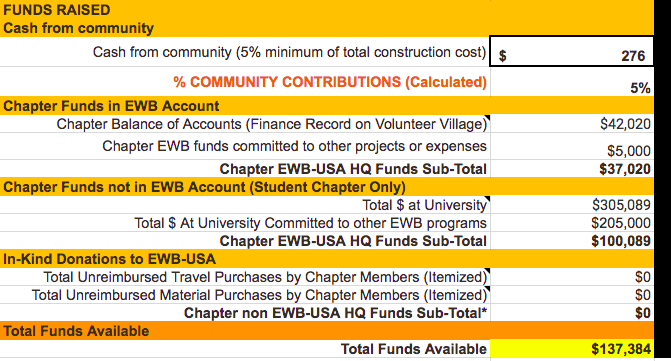 FUNDS RAISED
Cash from community
Cash from community (5% minimum of total construction cost) $ 276
% COMMUNITY CONTRIBUTIONS (Calculated) 5%
Chapter Funds in EWB Account
Chapter Balance of Accounts (Finance Record on Volunteer Village) $42,020
Chapter EWB funds committed to other projects or expenses $5,000
Chapter EWB-USA HQ Funds Sub-Total $37,020
Chapter Funds not in EWB Account (Student Chapter Only)
Total $ at University $305,089
Total $ At University Committed to other EWB programs $205,000
Chapter EWB-USA HQ Funds Sub-Total $100,089
In-Kind Donations to EWB-USA
Total Unreimbursed Travel Purchases by Chapter Members (Itemized) $0
Total Unreimbursed Material Purchases by Chapter Members (Itemized) $0
Chapter non EWB-USA HQ Funds Sub-Total* $0
Total Funds Available
Total Funds Available $137,384